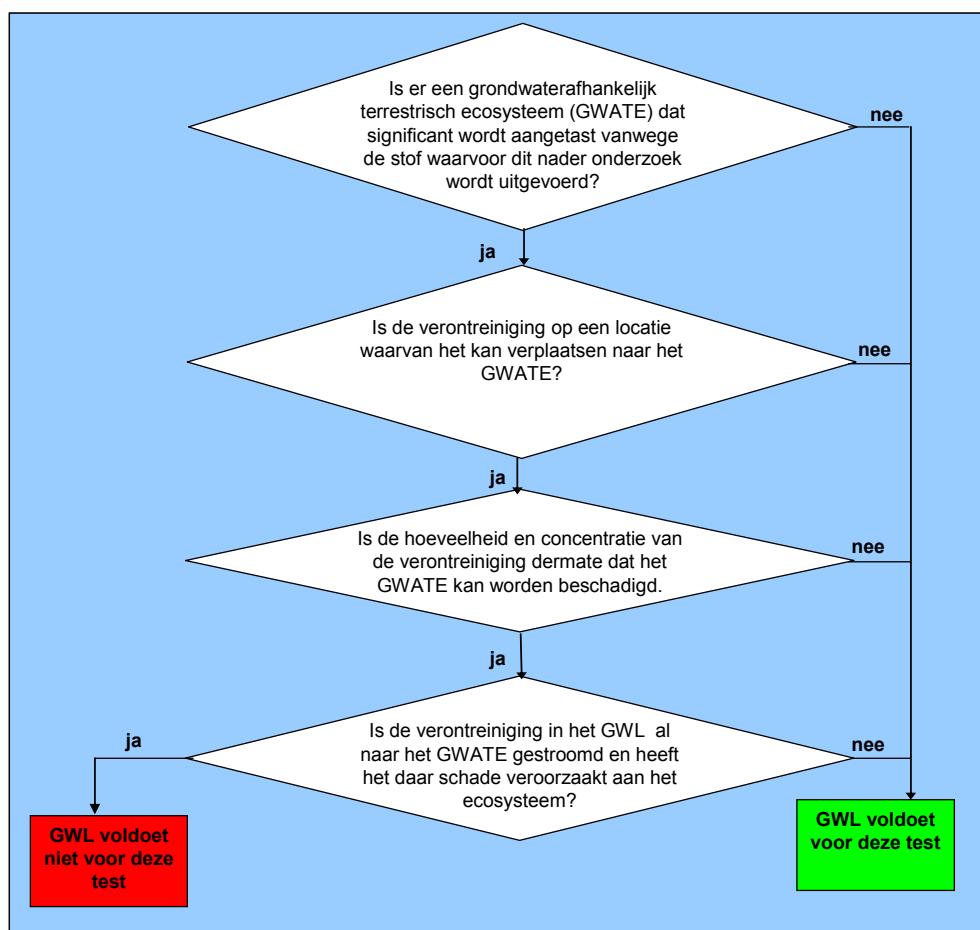 Is er een grondwaterafhankelijk
terrestrisch ecosysteem (GWATE) dat
significant wordt aangetast vanwege
de stof waarvoor dit nader onderzoek
wordt uitgevoerd?
nee
ja
Is de verontreiniging op een locatie
waarvan het kan verplaatsen naar het
GWATE?
nee
ja
Is de hoeveelheid en concentratie van
de verontreiniging dermate dat het
GWATE kan worden beschadigd.
nee
ja
Is de verontreiniging in het GWL al
naar het GWATE gestroomd en heeft
het daar schade veroorzaakt aan het
ecosysteem?
ja
nee
GWL voldoet
niet voor deze
test
GWL voldoet
voor deze test